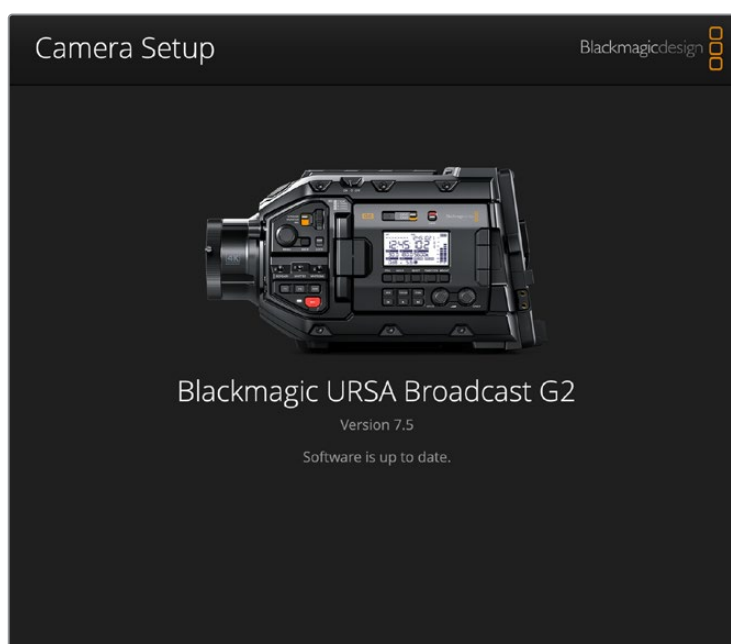 Camera Setup
Blackmagicdesign
Blackmagic URSA Broadcast G2
Version 7.5
Software is up to date.